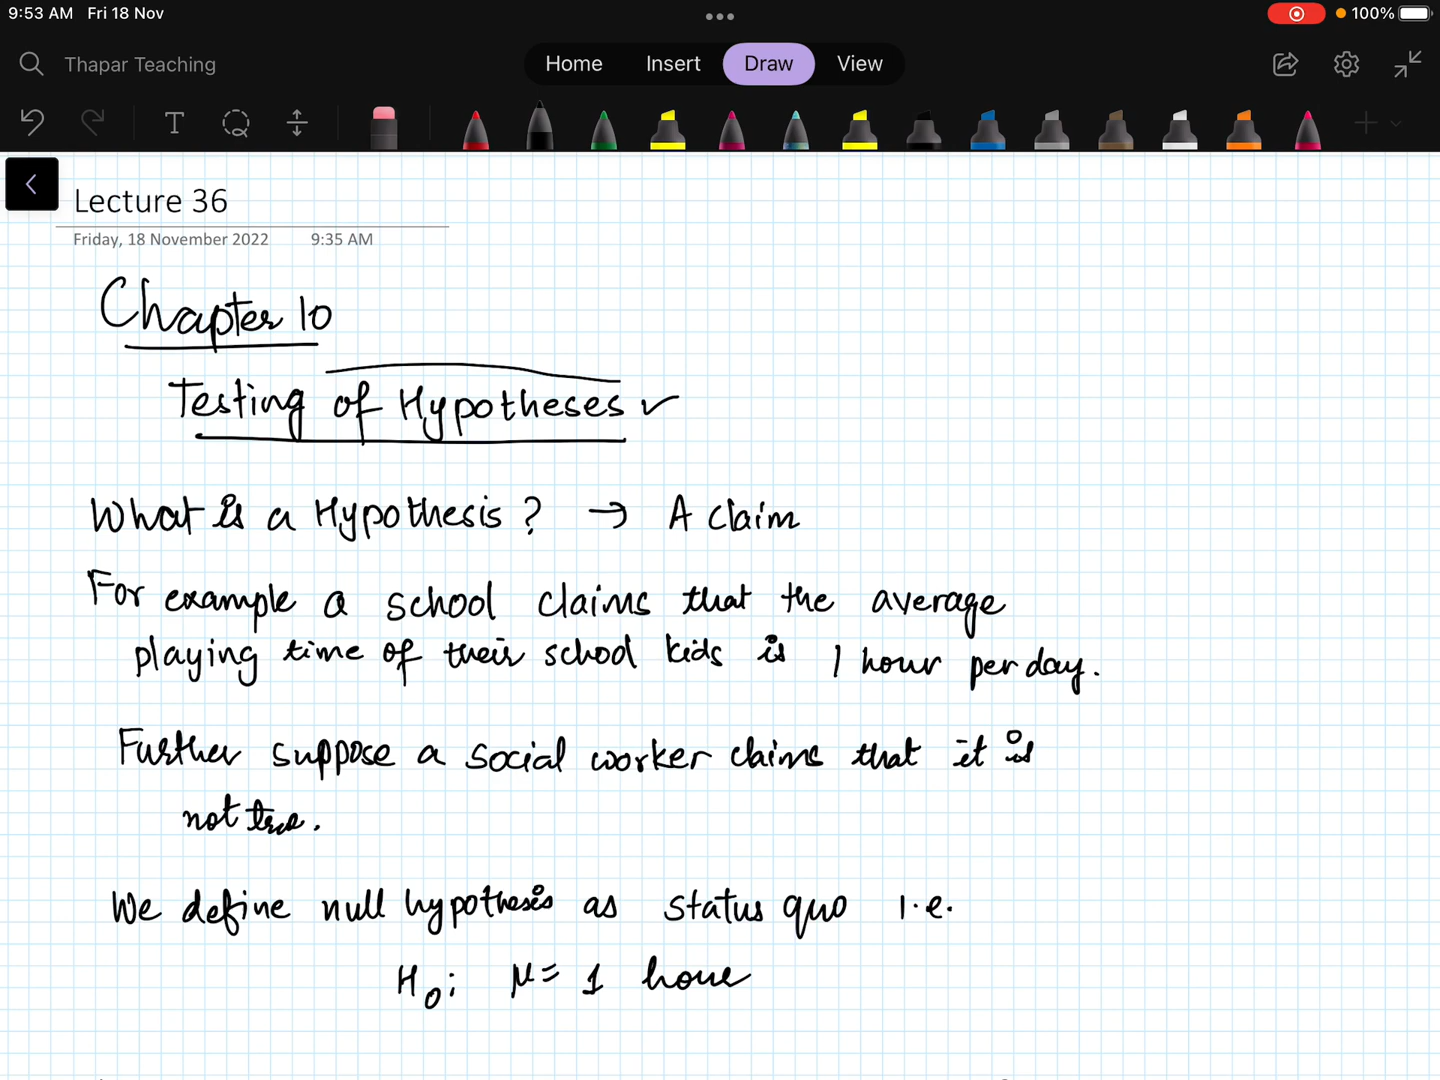 9:53 AM Fri 18 Nov 100%
Thapar Teaching Home Insert Draw View
Lecture 36
Friday, 18 November 2022 9:35 AM
Chapter 10
Testing of Hypotheses ✓
What is a Hypothesis? → A claim
For example a school claims that the average
playing time of their school kids is 1 hour per day.
Further suppose a social worker claims that it is
not true.
We define null hypothesis as status quo i.e.
H₀: μ = 1 hour